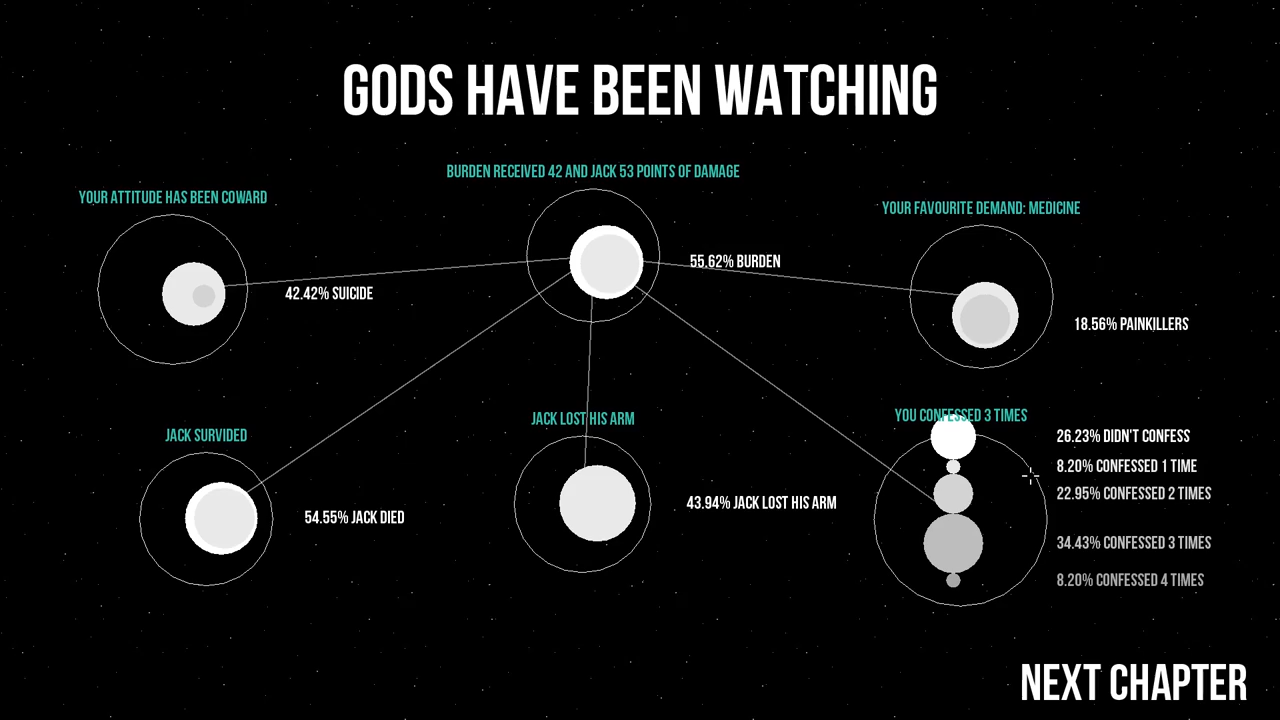 GODS HAVE BEEN WATCHING
BURDEN RECEIVED 42 AND JACK 53 POINTS OF DAMAGE
YOUR ATTITUDE HAS BEEN COWARD
YOUR FAVOURITE DEMAND: MEDICINE
55.62% BURDEN
42.42% SUICIDE
18.56% PAINKILLERS
JACK SURVIDED
JACK LOST HIS ARM
YOU CONFESSED 3 TIMES
26.23% DIDN'T CONFESS
8.20% CONFESSED 1 TIME
22.95% CONFESSED 2 TIMES
54.55% JACK DIED
43.94% JACK LOST HIS ARM
34.43% CONFESSED 3 TIMES
8.20% CONFESSED 4 TIMES
NEXT CHAPTER